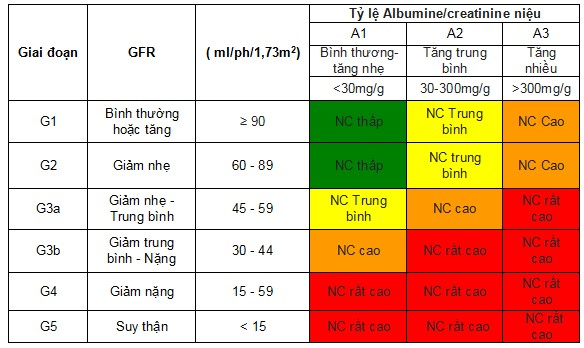 Giai đoạn GFR ( ml/ph/1,73m²) Tỷ lệ Albumine/creatinine niệu
A1 A2 A3
Bình thương- tăng nhẹ Tăng trung bình Tăng nhiều
<30mg/g 30-300mg/g >300mg/g
G1 Bình thường hoặc tăng ≥ 90 NC thấp NC Trung bình NC Cao
G2 Giảm nhẹ 60 - 89 NC thấp NC trung bình NC Cao
G3a Giảm nhẹ - Trung bình 45 - 59 NC Trung bình NC cao NC rất cao
G3b Giảm trung bình - Nặng 30 - 44 NC cao NC rất cao NC rất cao
G4 Giảm nặng 15 - 59 NC rất cao NC rất cao NC rất cao
G5 Suy thận < 15 NC rất cao NC rất cao NC rất cao